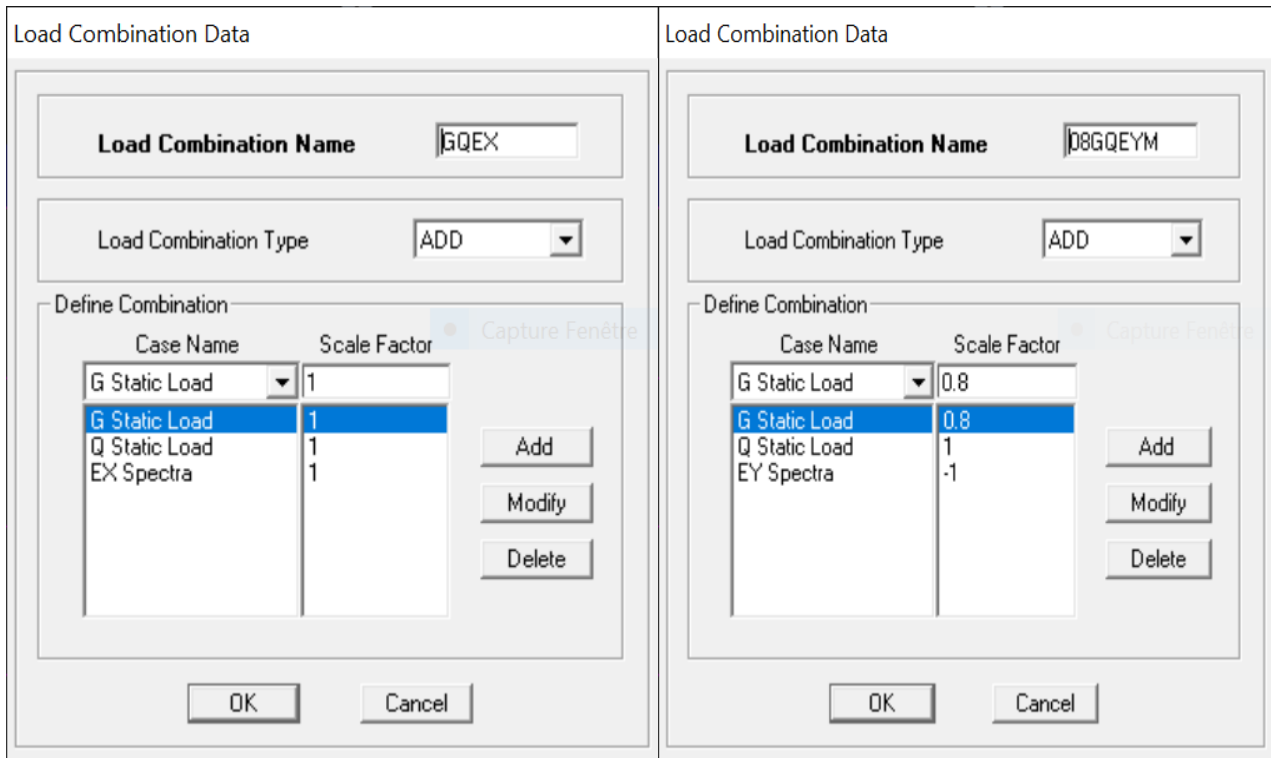 Load Combination Data
Load Combination Name GQEX
Load Combination Type ADD
Define Combination
Capture Fenêtre
Case Name Scale Factor
G Static Load 1
G Static Load 1
Q Static Load 1
EX Spectra 1
Add
Modify
Delete
OK Cancel
Load Combination Data
Load Combination Name 08GQEYM
Load Combination Type ADD
Define Combination
Capture Fenêtre
Case Name Scale Factor
G Static Load 0.8
G Static Load 0.8
Q Static Load 1
EY Spectra -1
Add
Modify
Delete
OK Cancel